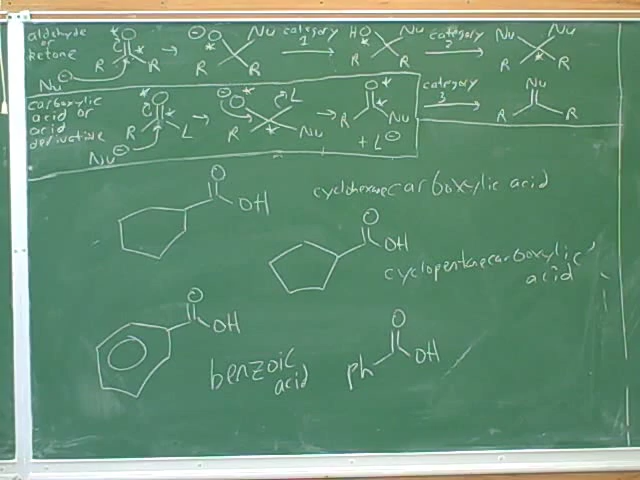 aldehyde
or
ketone
O
Nu⊖
R R
⊖O Nu
R R
category
1
HO Nu
R R
category
2
Nu Nu
R R
category
3
Nu
R R
carboxylic
acid or
acid
derivative
O
R L
Nu⊖
⊖O L
R Nu
O
R Nu
+ L⊖
O
OH
cyclohexanecarboxylic acid
O
OH
cyclopentanecarboxylic
acid
O
OH
benzoic
acid
O
Ph OH